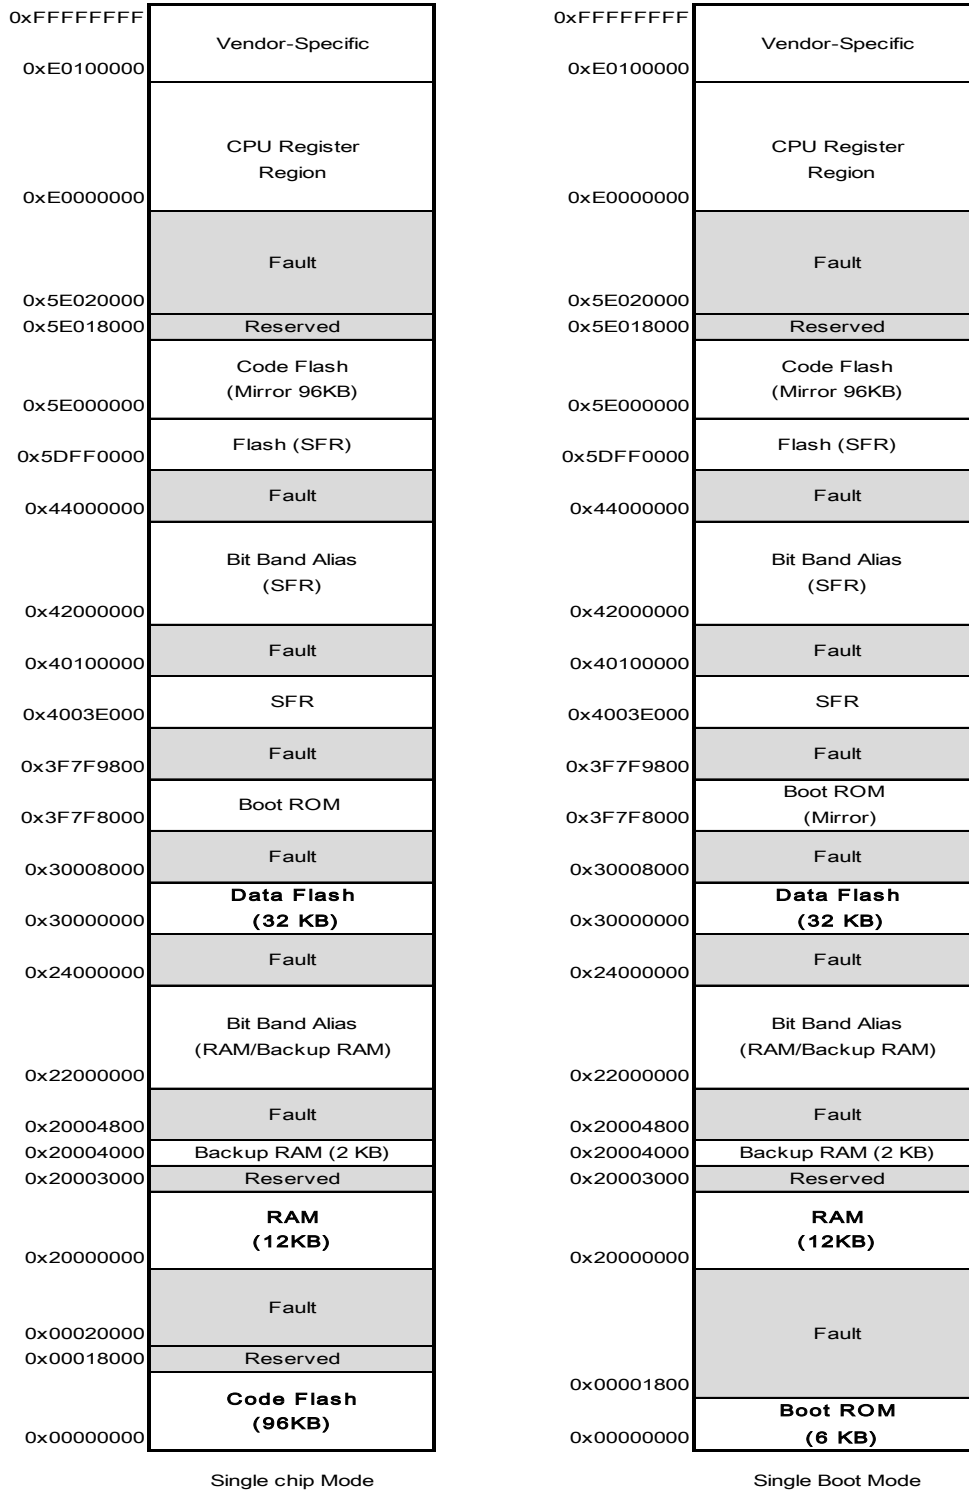 0xFFFFFFFF
Vendor-Specific
0xE0100000
CPU Register
Region
0xE0000000
Fault
0x5E020000
0x5E018000
Reserved
Code Flash
(Mirror 96KB)
0x5E000000
Flash (SFR)
0x5DFF0000
Fault
0x44000000
Bit Band Alias
(SFR)
0x42000000
Fault
0x40100000
SFR
0x4003E000
Fault
0x3F7F9800
Boot ROM
0x3F7F8000
Fault
0x30008000
Data Flash
(32 KB)
0x30000000
Fault
0x24000000
Bit Band Alias
(RAM/Backup RAM)
0x22000000
Fault
0x20004800
0x20004000
Backup RAM (2 KB)
0x20003000
Reserved
RAM
(12KB)
0x20000000
Fault
0x00020000
0x00018000
Reserved
Code Flash
(96KB)
0x00000000
Single chip Mode
0xFFFFFFFF
Vendor-Specific
0xE0100000
CPU Register
Region
0xE0000000
Fault
0x5E020000
0x5E018000
Reserved
Code Flash
(Mirror 96KB)
0x5E000000
Flash (SFR)
0x5DFF0000
Fault
0x44000000
Bit Band Alias
(SFR)
0x42000000
Fault
0x40100000
SFR
0x4003E000
Fault
0x3F7F9800
Boot ROM
(Mirror)
0x3F7F8000
Fault
0x30008000
Data Flash
(32 KB)
0x30000000
Fault
0x24000000
Bit Band Alias
(RAM/Backup RAM)
0x22000000
Fault
0x20004800
0x20004000
Backup RAM (2 KB)
0x20003000
Reserved
RAM
(12KB)
0x20000000
Fault
0x00001800
Boot ROM
(6 KB)
0x00000000
Single Boot Mode